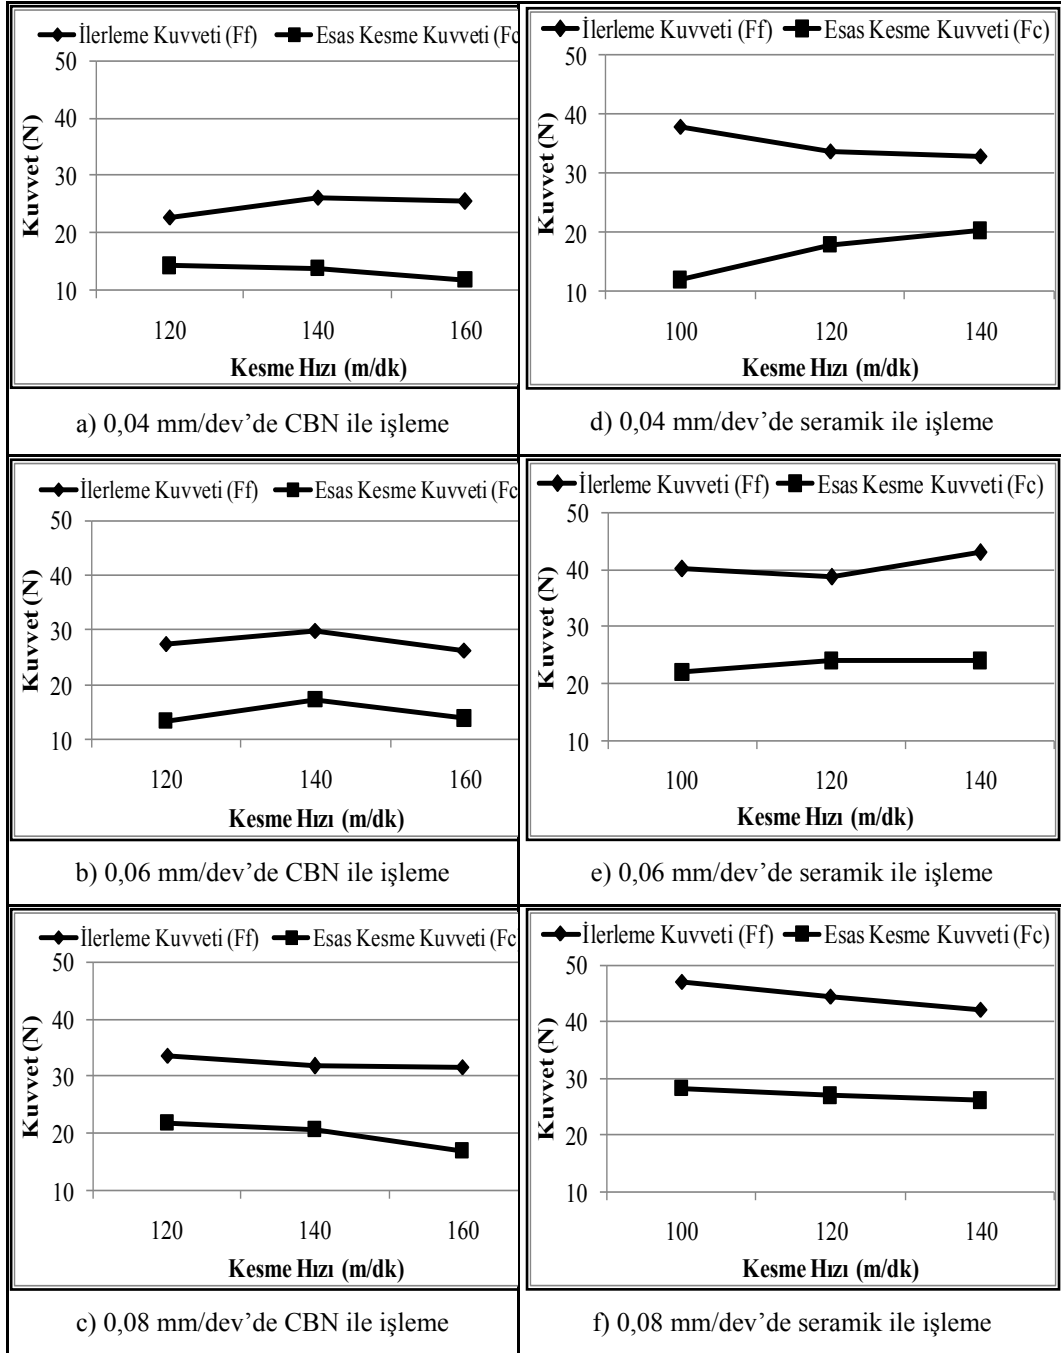 İlerleme Kuvveti (Ff) Esas Kesme Kuvveti (Fc
50
40
30
20
10
Kuvvet (N)
120 140 160
Kesme Hızı (m/dk)
a) 0,04 mm/dev’de CBN ile işleme
İlerleme Kuvveti (Ff) Esas Kesme Kuvveti (Fc)
50
40
30
20
10
Kuvvet (N)
100 120 140
Kesme Hızı (m/dk)
d) 0,04 mm/dev’de seramik ile işleme
İlerleme Kuvveti (Ff) Esas Kesme Kuvveti (Fc
50
40
30
20
10
Kuvvet (N)
120 140 160
Kesme Hızı (m/dk)
b) 0,06 mm/dev’de CBN ile işleme
İlerleme Kuvveti (Ff) Esas Kesme Kuvveti (Fc)
50
40
30
20
10
Kuvvet (N)
100 120 140
Kesme Hızı (m/dk)
e) 0,06 mm/dev’de seramik ile işleme
İlerleme Kuvveti (Ff) Esas Kesme Kuvveti (Fc
50
40
30
20
10
Kuvvet (N)
120 140 160
Kesme Hızı (m/dk)
c) 0,08 mm/dev’de CBN ile işleme
İlerleme Kuvveti (Ff) Esas Kesme Kuvveti (Fc)
50
40
30
20
10
Kuvvet (N)
100 120 140
Kesme Hızı (m/dk)
f) 0,08 mm/dev’de seramik ile işleme